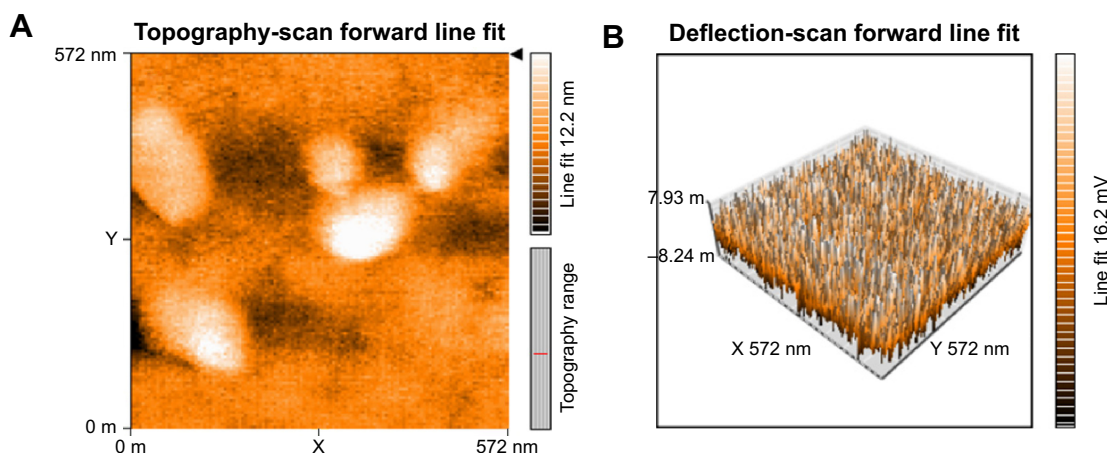 A
Topography-scan forward line fit
572 nm
Y
0 m
0 m
X
572 nm
Line fit 12.2 nm
Topography range
B
Deflection-scan forward line fit
7.93 m
–8.24 m
X 572 nm
Y 572 nm
Line fit 16.2 mV